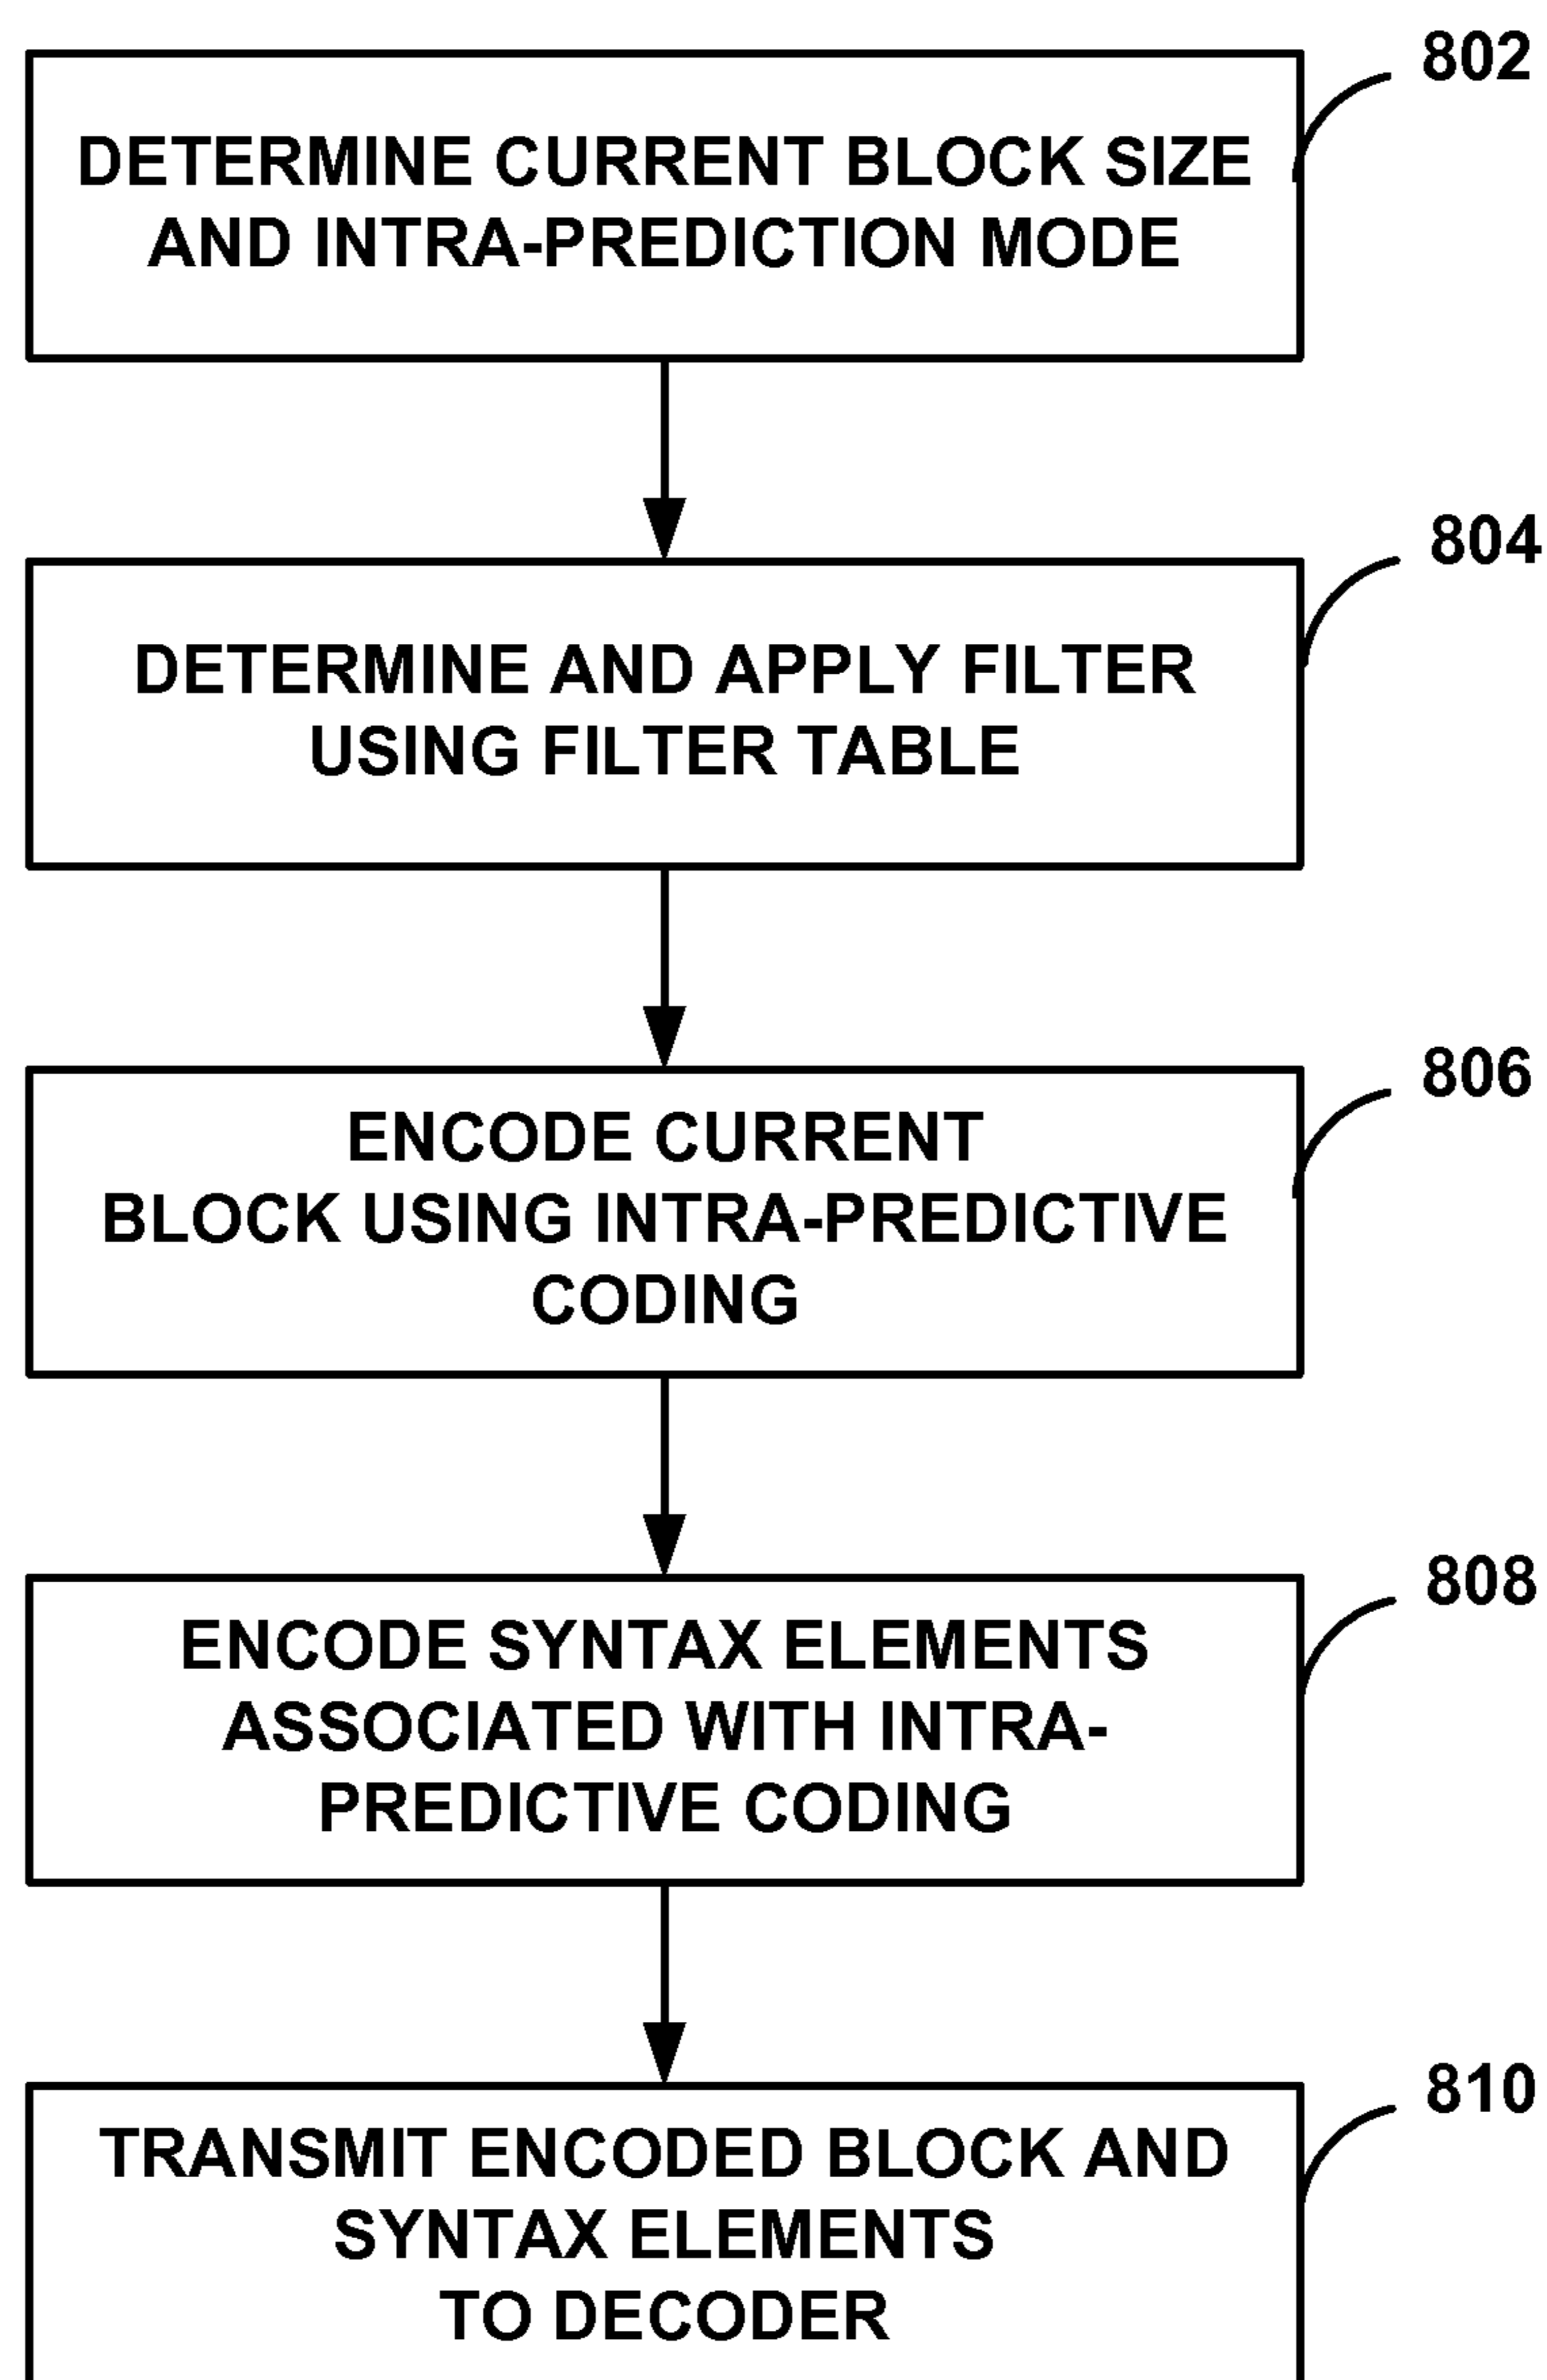 802
DETERMINE CURRENT BLOCK SIZE
AND INTRA-PREDICTION MODE
804
DETERMINE AND APPLY FILTER
USING FILTER TABLE
806
ENCODE CURRENT
BLOCK USING INTRA-PREDICTIVE
CODING
808
ENCODE SYNTAX ELEMENTS
ASSOCIATED WITH INTRA-
PREDICTIVE CODING
810
TRANSMIT ENCODED BLOCK AND
SYNTAX ELEMENTS
TO DECODER